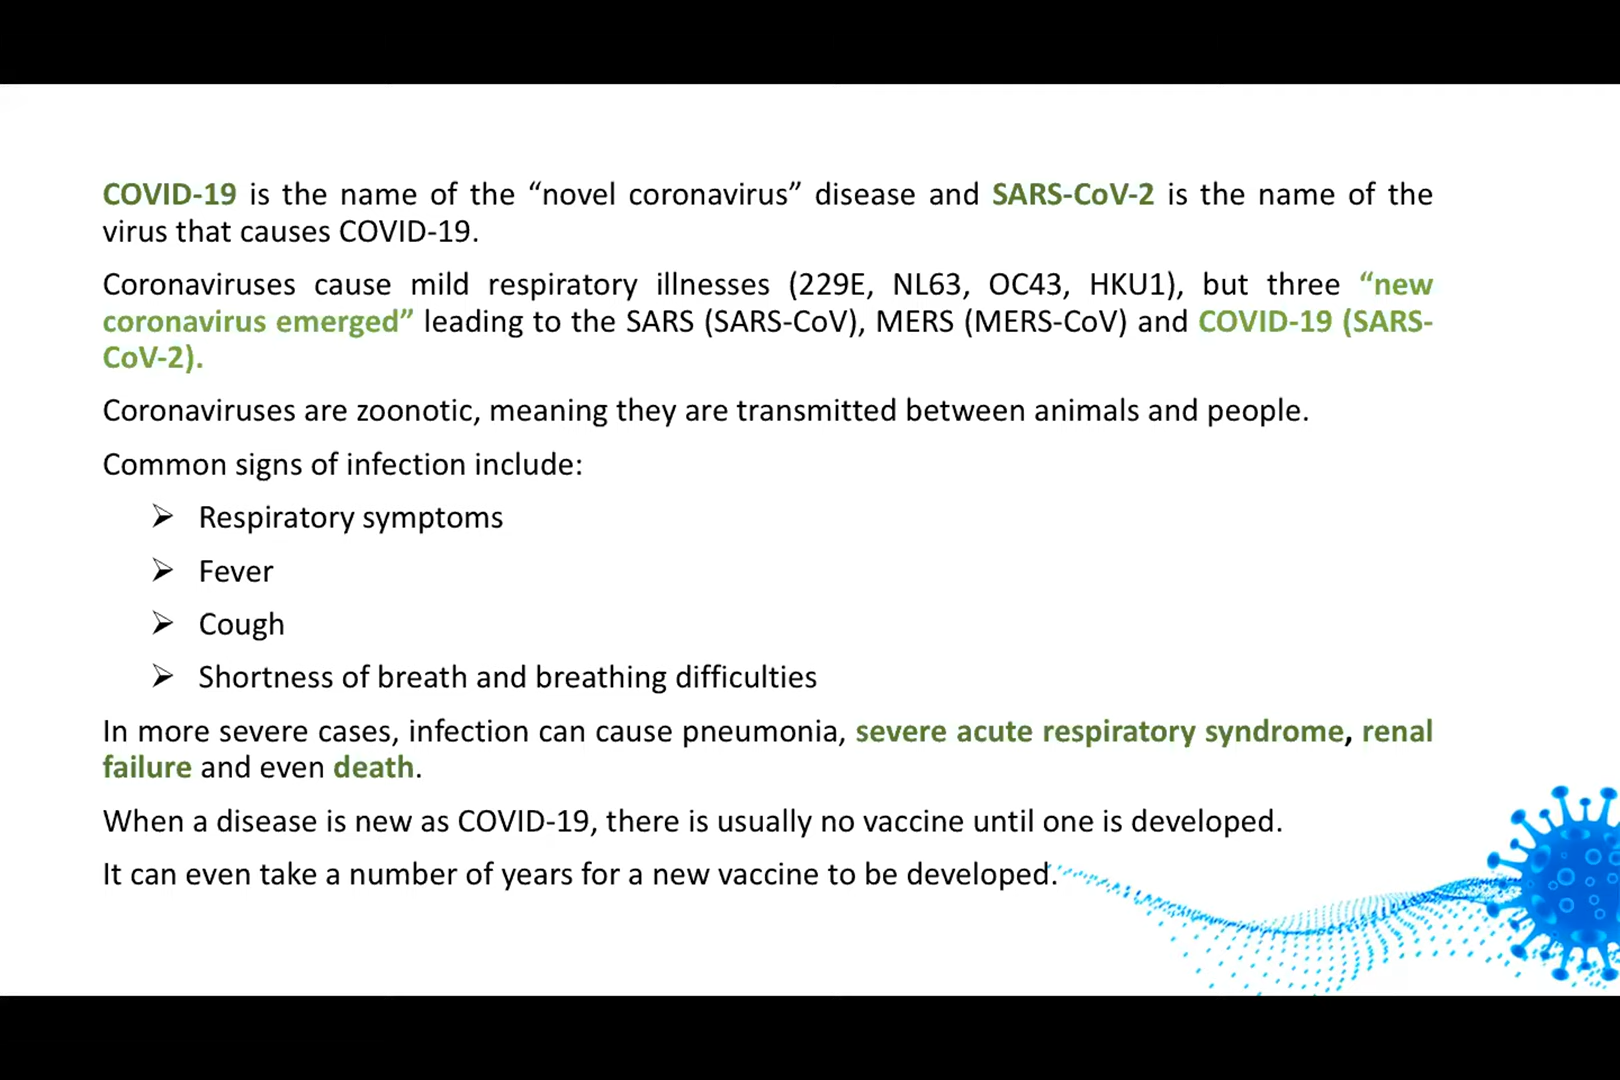 COVID-19 is the name of the “novel coronavirus” disease and SARS-CoV-2 is the name of the
virus that causes COVID-19.
Coronaviruses cause mild respiratory illnesses (229E, NL63, OC43, HKU1), but three “new
coronavirus emerged” leading to the SARS (SARS-CoV), MERS (MERS-CoV) and COVID-19 (SARS-
CoV-2).
Coronaviruses are zoonotic, meaning they are transmitted between animals and people.
Common signs of infection include:
➢ Respiratory symptoms
➢ Fever
➢ Cough
➢ Shortness of breath and breathing difficulties
In more severe cases, infection can cause pneumonia, severe acute respiratory syndrome, renal
failure and even death.
When a disease is new as COVID-19, there is usually no vaccine until one is developed.
It can even take a number of years for a new vaccine to be developed.